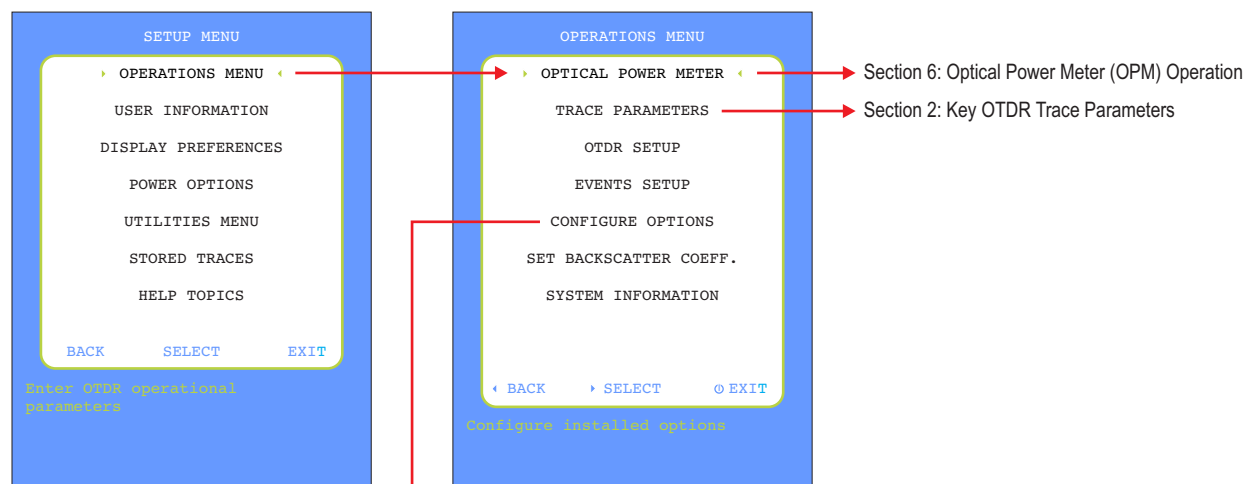 SETUP MENU
OPERATIONS MENU
USER INFORMATION
DISPLAY PREFERENCES
POWER OPTIONS
UTILITIES MENU
STORED TRACES
HELP TOPICS
BACK SELECT EXIT
Enter OTDR operational
parameters
OPERATIONS MENU
OPTICAL POWER METER
TRACE PARAMETERS
OTDR SETUP
EVENTS SETUP
CONFIGURE OPTIONS
SET BACKSCATTER COEFF.
SYSTEM INFORMATION
BACK SELECT EXIT
Configure installed options
Section 6: Optical Power Meter (OPM) Operation
Section 2: Key OTDR Trace Parameters